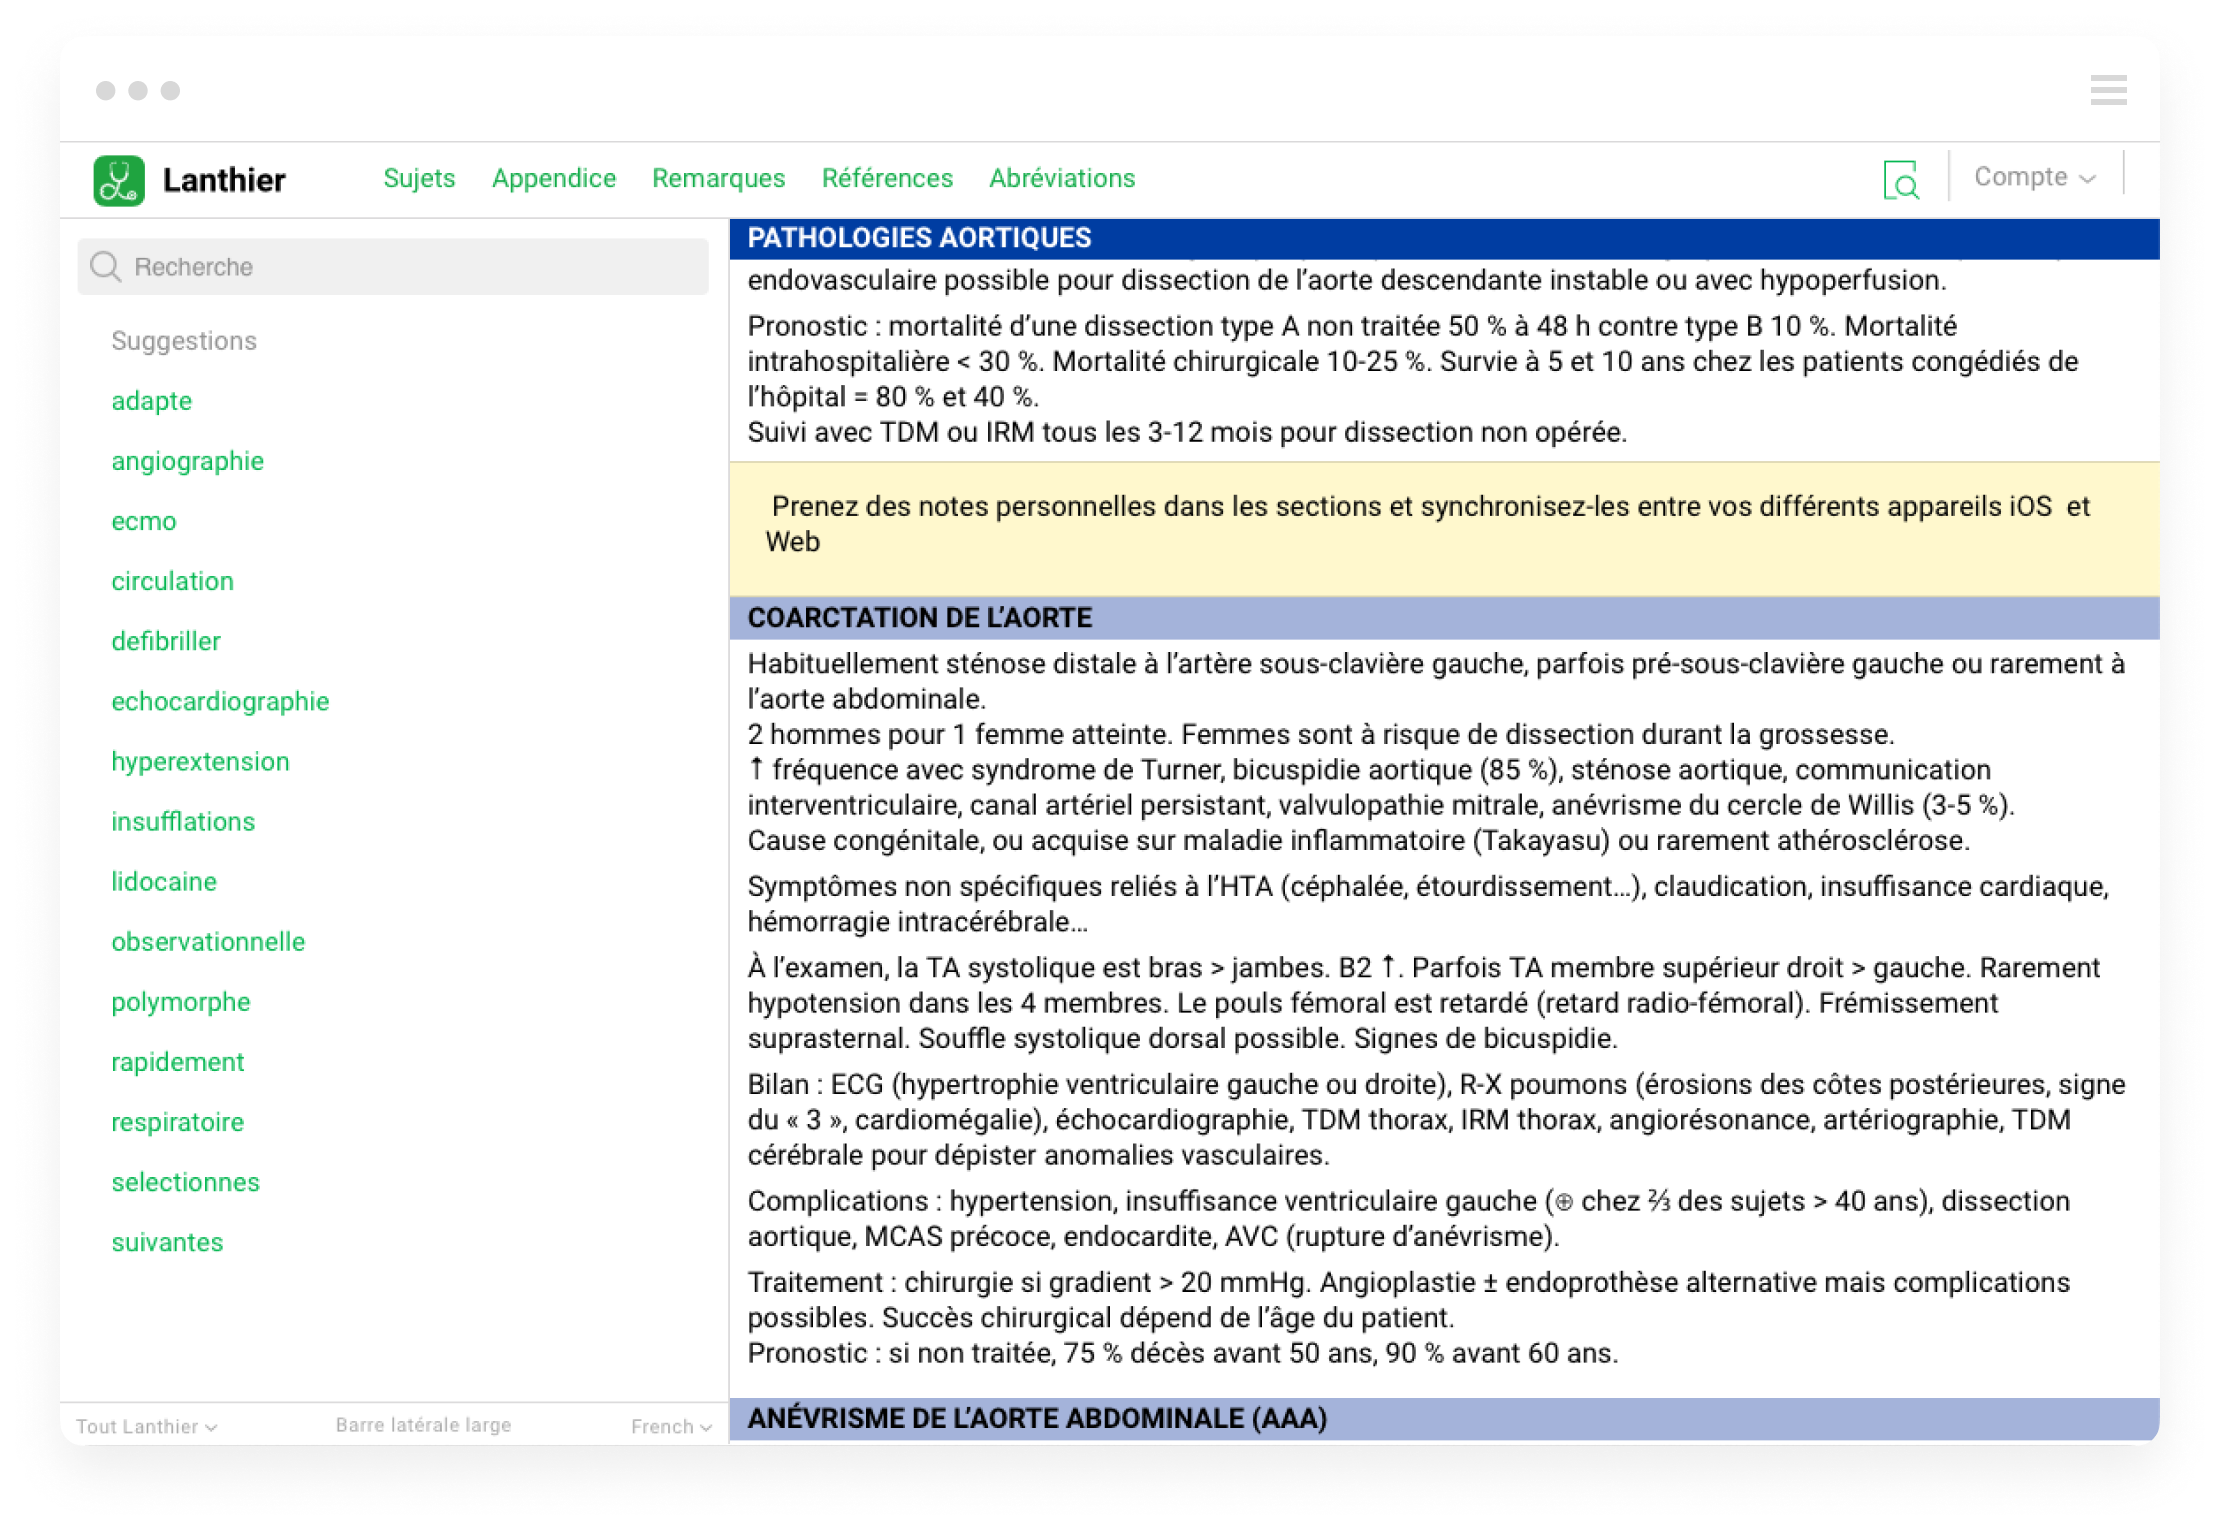 Lanthier
Sujets
Appendice
Remarques
Références
Abréviations
Compte
Recherche
Suggestions
adapte
angiographie
ecmo
circulation
defibriller
echocardiographie
hyperextension
insufflations
lidocaine
observationnelle
polymorphe
rapidement
respiratoire
selectionnes
suivantes
Tout Lanthier
Barre latérale large
French
PATHOLOGIES AORTIQUES
endovasculaire possible pour dissection de l’aorte descendante instable ou avec hypoperfusion.
Pronostic : mortalité d’une dissection type A non traitée 50 % à 48 h contre type B 10 %. Mortalité
intrahospitalière < 30 %. Mortalité chirurgicale 10-25 %. Survie à 5 et 10 ans chez les patients congédiés de
l’hôpital = 80 % et 40 %.
Suivi avec TDM ou IRM tous les 3-12 mois pour dissection non opérée.
Prenez des notes personnelles dans les sections et synchronisez-les entre vos différents appareils iOS et
Web
COARCTATION DE L’AORTE
Habituellement sténose distale à l’artère sous-clavière gauche, parfois pré-sous-clavière gauche ou rarement à
l’aorte abdominale.
2 hommes pour 1 femme atteinte. Femmes sont à risque de dissection durant la grossesse.
↑ fréquence avec syndrome de Turner, bicuspidie aortique (85 %), sténose aortique, communication
interventriculaire, canal artériel persistant, valvulopathie mitrale, anévrisme du cercle de Willis (3-5 %).
Cause congénitale, ou acquise sur maladie inflammatoire (Takayasu) ou rarement athérosclérose.
Symptômes non spécifiques reliés à l’HTA (céphalée, étourdissement…), claudication, insuffisance cardiaque,
hémorragie intracérébrale…
À l’examen, la TA systolique est bras > jambes. B2 ↑. Parfois TA membre supérieur droit > gauche. Rarement
hypotension dans les 4 membres. Le pouls fémoral est retardé (retard radio-fémoral). Frémissement
suprasternal. Souffle systolique dorsal possible. Signes de bicuspidie.
Bilan : ECG (hypertrophie ventriculaire gauche ou droite), R-X poumons (érosions des côtes postérieures, signe
du « 3 », cardiomégalie), échocardiographie, TDM thorax, IRM thorax, angiorésonance, artériographie, TDM
cérébrale pour dépister anomalies vasculaires.
Complications : hypertension, insuffisance ventriculaire gauche (⊕ chez ⅔ des sujets > 40 ans), dissection
aortique, MCAS précoce, endocardite, AVC (rupture d’anévrisme).
Traitement : chirurgie si gradient > 20 mmHg. Angioplastie ± endoprothèse alternative mais complications
possibles. Succès chirurgical dépend de l’âge du patient.
Pronostic : si non traitée, 75 % décès avant 50 ans, 90 % avant 60 ans.
ANÉVRISME DE L’AORTE ABDOMINALE (AAA)